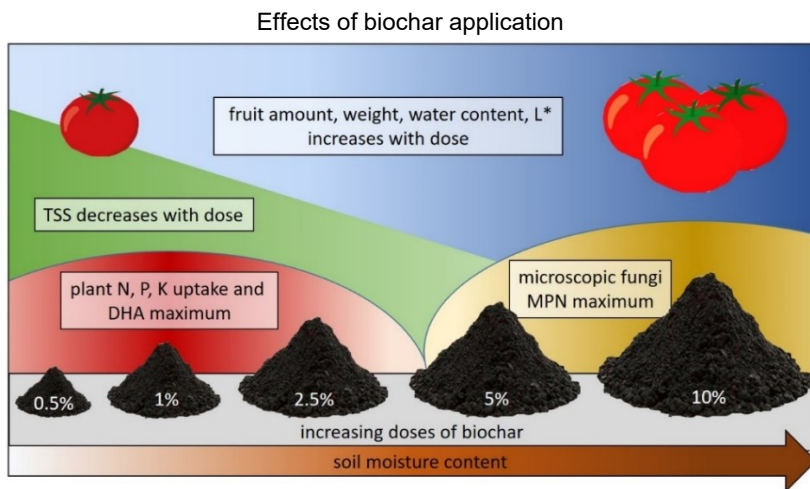 Effects of biochar application
fruit amount, weight, water content, L*
increases with dose
TSS decreases with dose
plant N, P, K uptake and
DHA maximum
microscopic fungi
MPN maximum
0.5%
1%
2.5%
5%
10%
increasing doses of biochar
soil moisture content